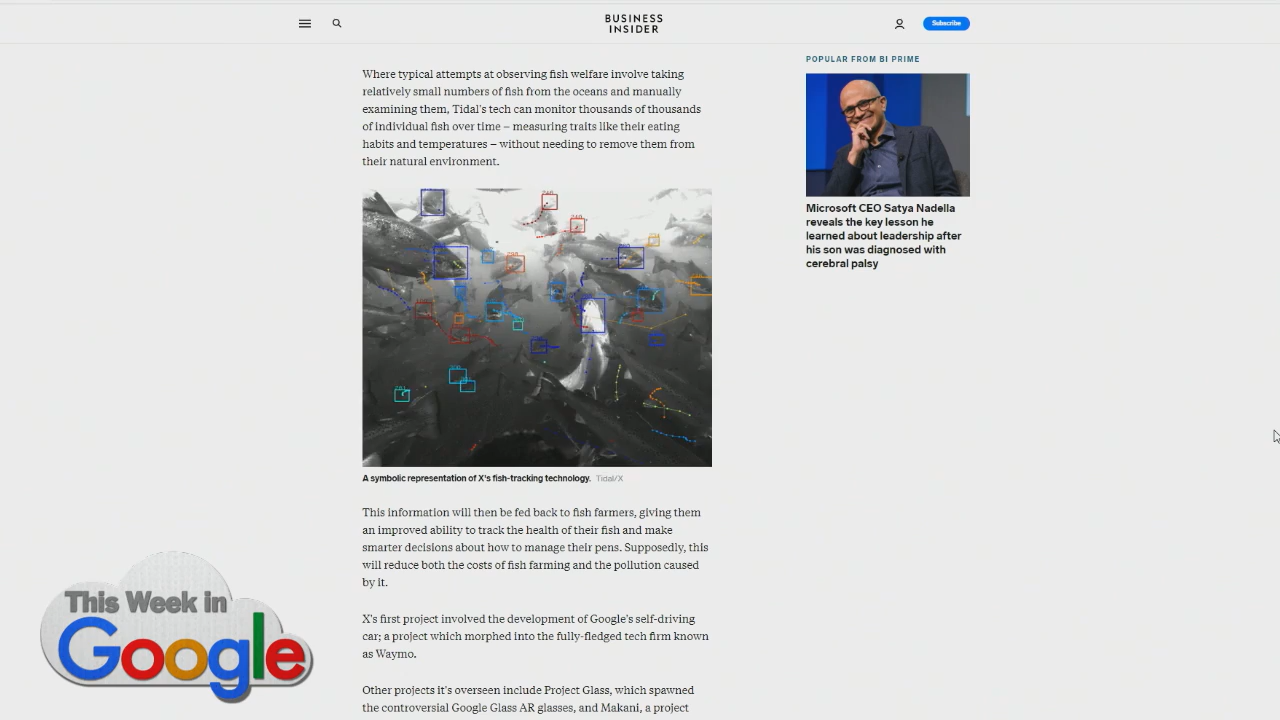 BUSINESS
INSIDER
Subscribe
Where typical attempts at observing fish welfare involve taking
relatively small numbers of fish from the oceans and manually
examining them, Tidal's tech can monitor thousands of thousands
of individual fish over time – measuring traits like their eating
habits and temperatures – without needing to remove them from
their natural environment.
A symbolic representation of X's fish-tracking technology. Tidal/X
This information will then be fed back to fish farmers, giving them
an improved ability to track the health of their fish and make
smarter decisions about how to manage their pens. Supposedly, this
will reduce both the costs of fish farming and the pollution caused
by it.
X's first project involved the development of Google's self-driving
car; a project which morphed into the fully-fledged tech firm known
as Waymo.
Other projects it's overseen include Project Glass, which spawned
the controversial Google Glass AR glasses, and Makani, a project
POPULAR FROM BI PRIME
Microsoft CEO Satya Nadella
reveals the key lesson he
learned about leadership after
his son was diagnosed with
cerebral palsy
This Week in
Google